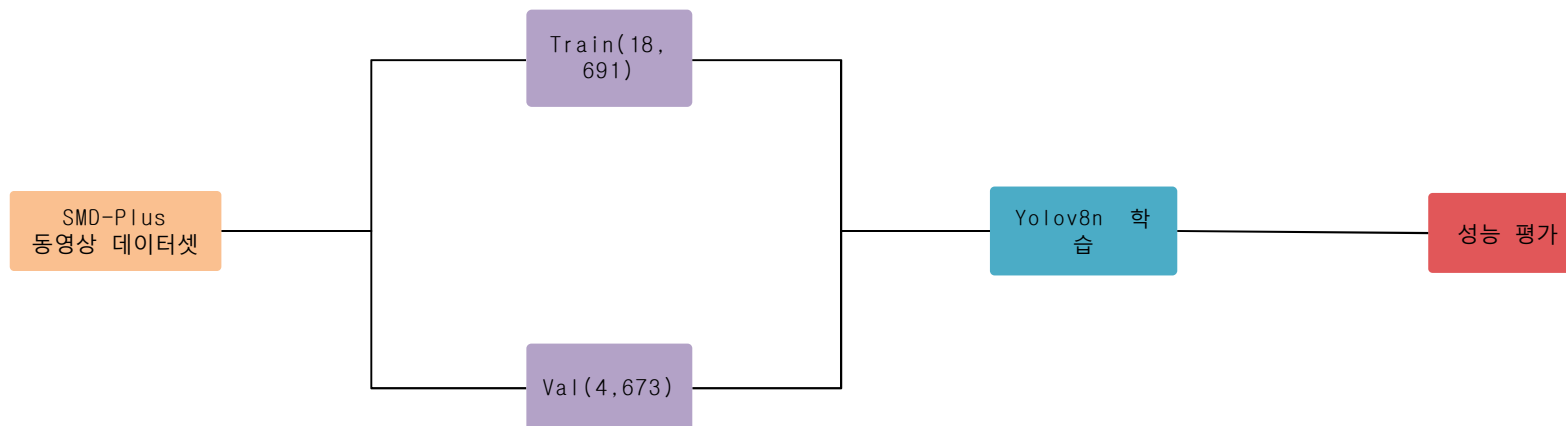 Train(18,
691)
SMD-Plus
동영상 데이터셋
Yolov8n 학
습
성능 평가
Val(4,673)